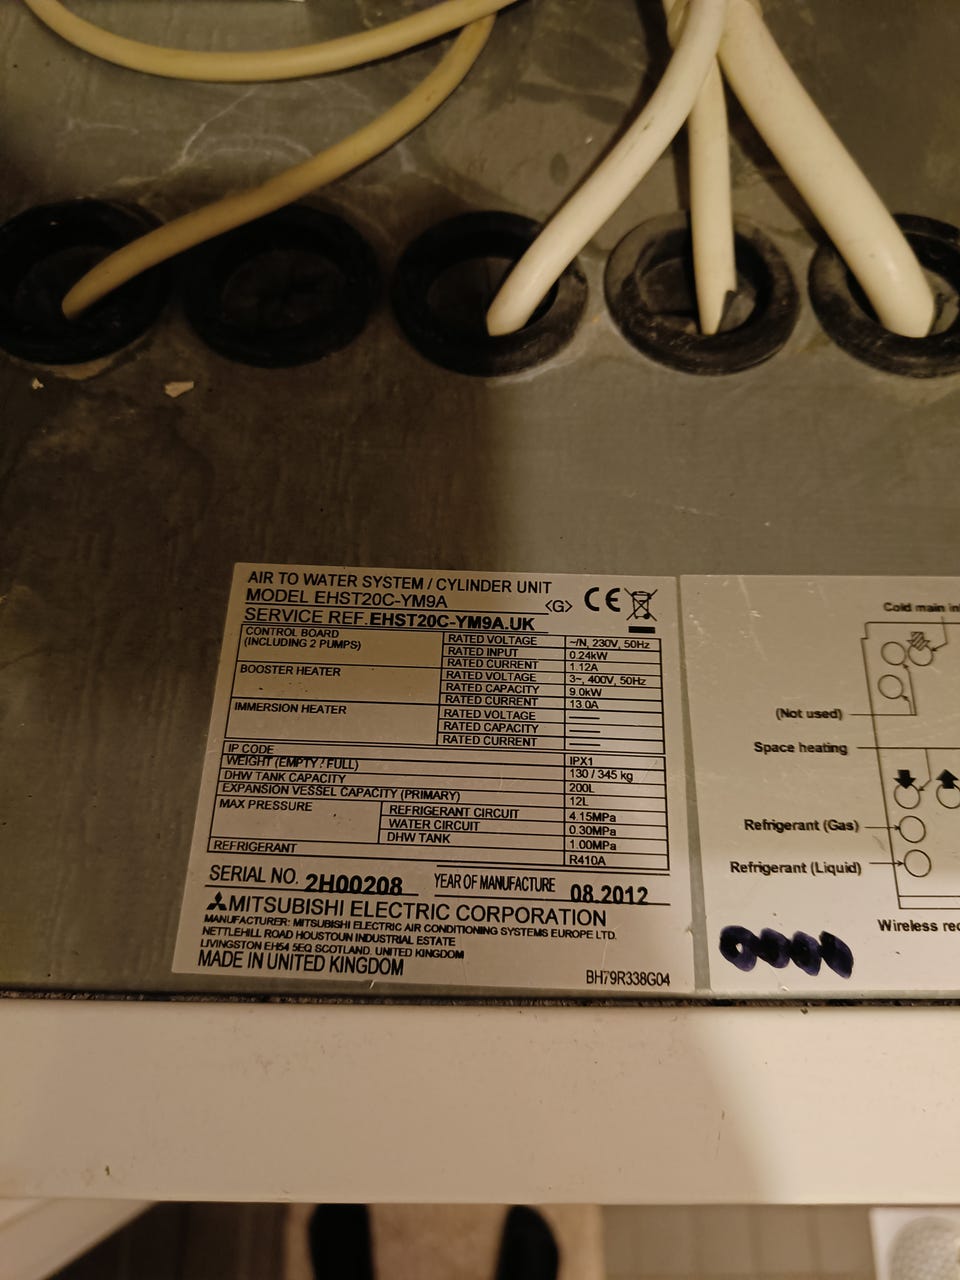 AIR TO WATER SYSTEM / CYLINDER UNIT
MODEL EHST20C-YM9A <G> CE
SERVICE REF. EHST20C-YM9A.UK
CONTROL BOARD (INCLUDING 2 PUMPS)
RATED VOLTAGE ~/N, 230V, 50Hz
RATED INPUT 0.24kW
RATED CURRENT 1.12A
BOOSTER HEATER
RATED VOLTAGE 3~, 400V, 50Hz
RATED CAPACITY 9.0kW
RATED CURRENT 13.0A
IMMERSION HEATER
RATED VOLTAGE ——
RATED CAPACITY ——
RATED CURRENT ——
IP CODE IPX1
WEIGHT (EMPTY / FULL) 130 / 345 kg
DHW TANK CAPACITY 200L
EXPANSION VESSEL CAPACITY (PRIMARY) 12L
MAX PRESSURE
REFRIGERANT CIRCUIT 4.15MPa
WATER CIRCUIT 0.30MPa
DHW TANK 1.00MPa
REFRIGERANT R410A
SERIAL NO. 2H00208 YEAR OF MANUFACTURE 08.2012
MITSUBISHI ELECTRIC CORPORATION
MANUFACTURER: MITSUBISHI ELECTRIC AIR CONDITIONING SYSTEMS EUROPE LTD.
NETTLEHILL ROAD HOUSTOUN INDUSTRIAL ESTATE
LIVINGSTON EH54 5EQ SCOTLAND. UNITED KINGDOM
MADE IN UNITED KINGDOM
BH79R338G04
Cold main
(Not used)
Space heating
Refrigerant (Gas)
Refrigerant (Liquid)
Wireless